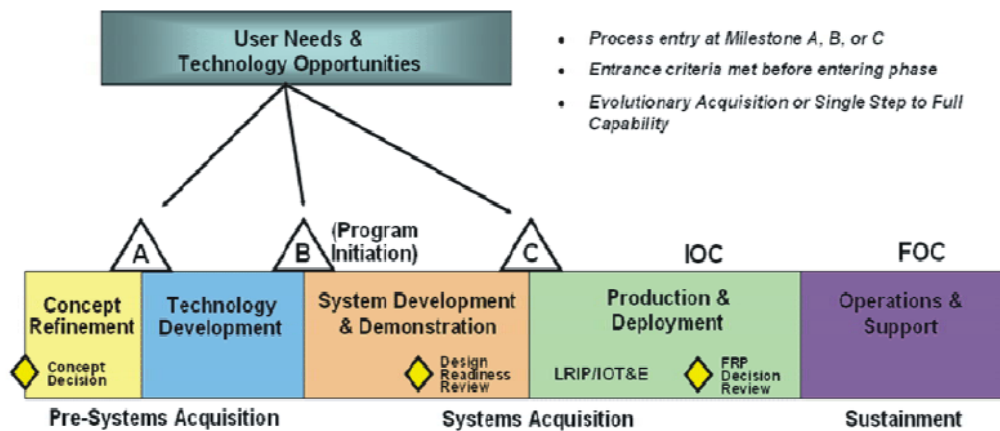 User Needs &
Technology Opportunities
• Process entry at Milestone A, B, or C
• Entrance criteria met before entering phase
• Evolutionary Acquisition or Single Step to Full
Capability
A
B
(Program
Initiation)
C
IOC
FOC
Concept
Refinement
Technology
Development
System Development
& Demonstration
Production &
Deployment
Operations &
Support
Concept
Decision
Design
Readiness
Review
LRIP/IOT&E
FRP
Decision
Review
Pre-Systems Acquisition
Systems Acquisition
Sustainment